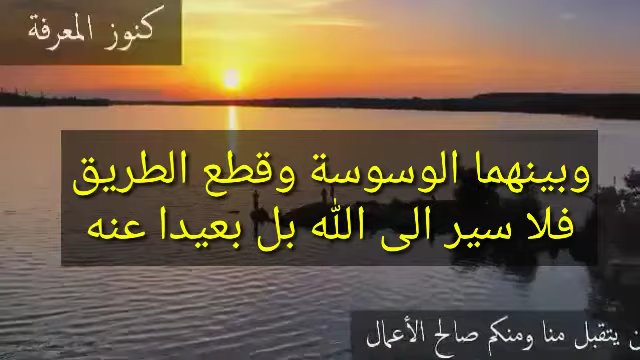 كنوز المعرفة
وبينهما الوسوسة وقطع الطريق
فلا سير الى الله بل بعيدا عنه
يتقبل منا ومنكم صالح الأعمال